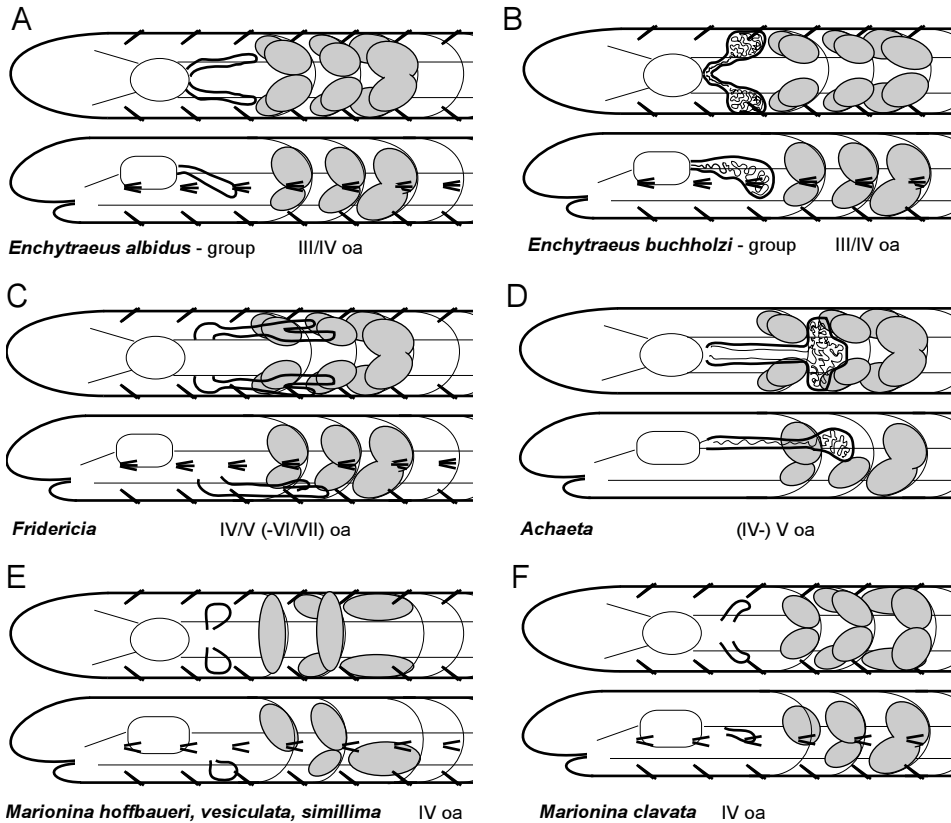 A
B
Enchytraeus albidus - group III/IV oa
Enchytraeus buchholzi - group III/IV oa
C
D
Fridericia IV/V (-VI/VII) oa
Achaeta (IV-) V oa
E
F
Marionina hoffbaueri, vesiculata, simillima IV oa
Marionina clavata IV oa